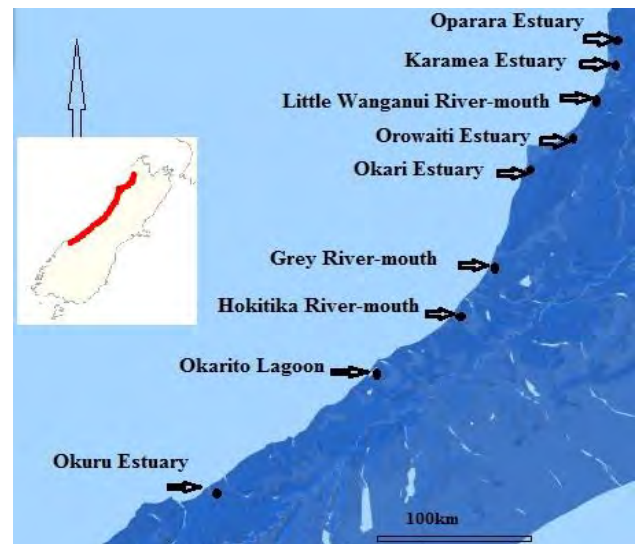 Oparara Estuary
Karamea Estuary
Little Wanganui River-mouth
Orowaiti Estuary
Okari Estuary
Grey River-mouth
Hokitika River-mouth
Okarito Lagoon
Okuru Estuary
100km